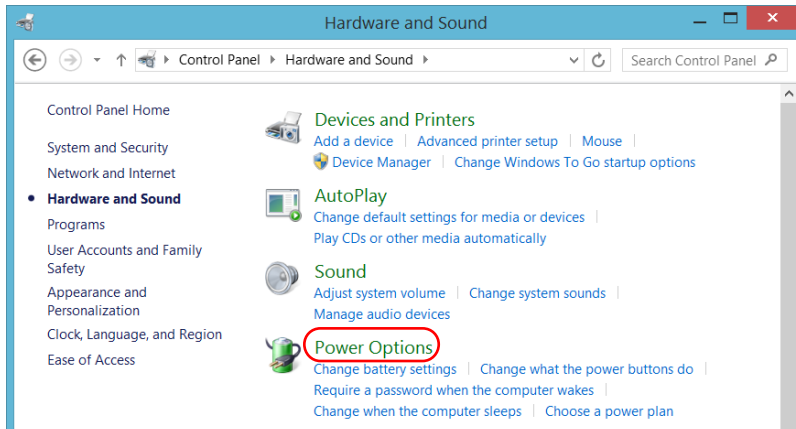 Hardware and Sound
Control Panel Hardware and Sound
Search Control Panel
Control Panel Home
System and Security
Network and Internet
Hardware and Sound
Programs
User Accounts and Family
Safety
Appearance and
Personalization
Clock, Language, and Region
Ease of Access
Devices and Printers
Add a device Advanced printer setup Mouse
Device Manager Change Windows To Go startup options
AutoPlay
Change default settings for media or devices
Play CDs or other media automatically
Sound
Adjust system volume Change system sounds
Manage audio devices
Power Options
Change battery settings Change what the power buttons do
Require a password when the computer wakes
Change when the computer sleeps Choose a power plan